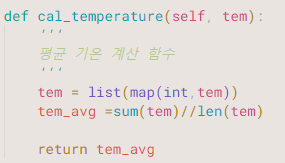 def cal_temperature(self, tem):
    '''
    평균 기온 계산 함수
    '''
    tem = list(map(int,tem))
    tem_avg =sum(tem)//len(tem)
    return tem_avg